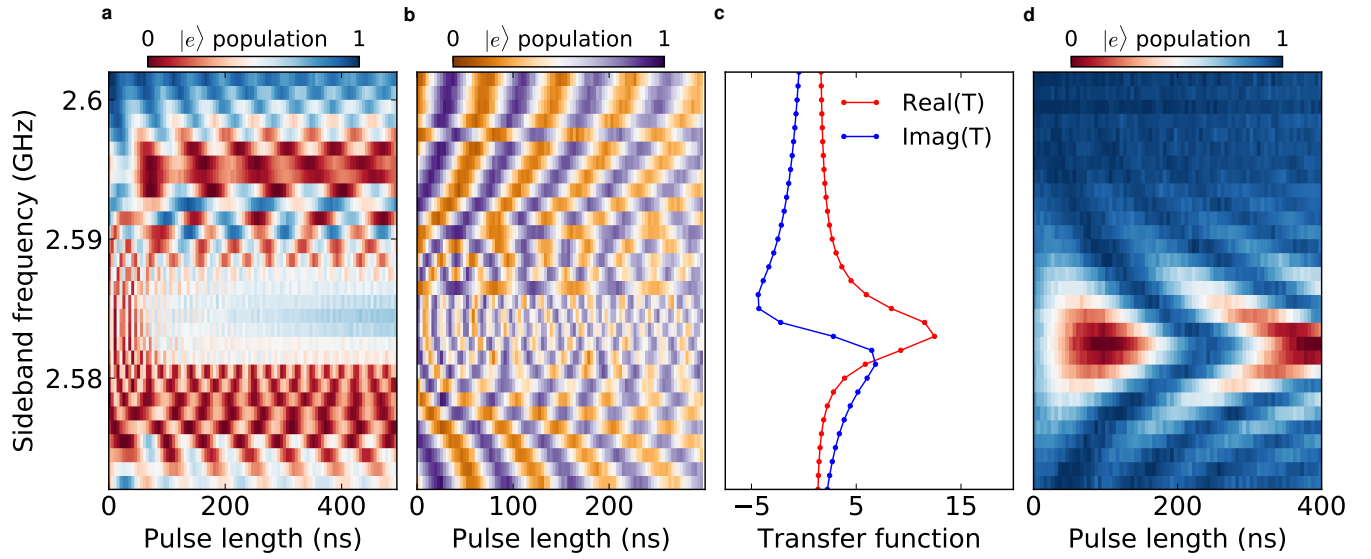 a b c d
0 |e⟩ population 1 0 |e⟩ population 1 0 |e⟩ population 1
Real(T)
Imag(T)
2.6
2.59
2.58
Sideband frequency (GHz)
0 200 400 0 100 200 −5 5 15 0 200 400
Pulse length (ns) Pulse length (ns) Transfer function Pulse length (ns)